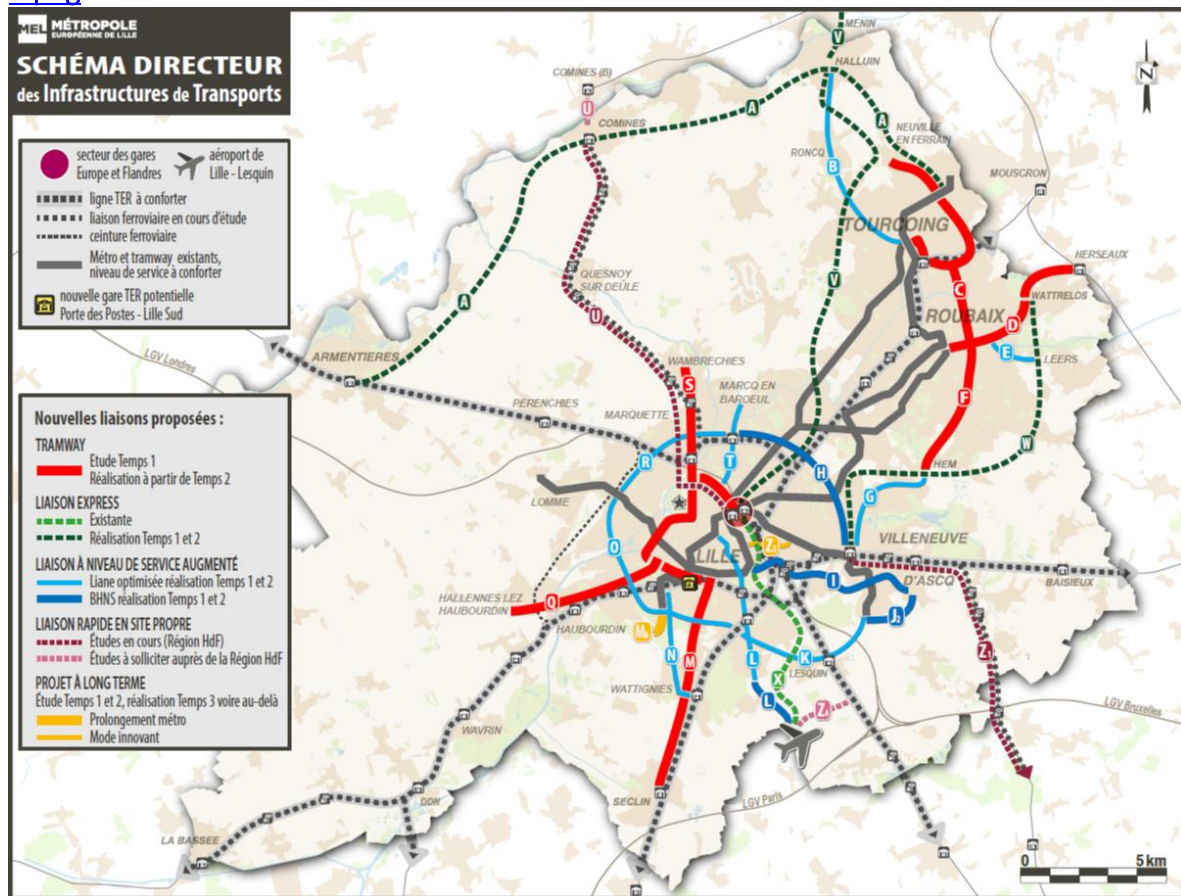 MEL MÉTROPOLE
EUROPÉENNE DE LILLE
SCHÉMA DIRECTEUR
des Infrastructures de Transports
secteur des gares
Europe et Flandres
aéroport de
Lille - Lesquin
ligne TER à conforter
liaison ferroviaire en cours d'étude
ceinture ferroviaire
Métro et tramway existants,
niveau de service à conforter
nouvelle gare TER potentielle
Porte des Postes - Lille Sud
Nouvelles liaisons proposées :
TRAMWAY
Etude Temps 1
Réalisation à partir de Temps 2
LIAISON EXPRESS
Existante
Réalisation Temps 1 et 2
LIAISON À NIVEAU DE SERVICE AUGMENTÉ
Liane optimisée réalisation Temps 1 et 2
BHNS réalisation Temps 1 et 2
LIAISON RAPIDE EN SITE PROPRE
Études en cours (Région HdF)
Études à solliciter auprès de la Région HdF
PROJET À LONG TERME
Étude Temps 1 et 2, réalisation Temps 3 voire au-delà
Prolongement métro
Mode innovant
MENIN
V
HALLUIN
N
COMINES (B)
U
COMINES
A
A
NEUVILLE
EN FERRAIN
RONCQ
B
MOUSCRON
TOURCOING
HERSEAUX
QUESNOY
SUR DEÛLE
V
C
WATTRELOS
A
U
ROUBAIX
D
E
LEERS
LGV Londres
ARMENTIERES
WAMBRECHIES
S
MARCQ EN
BAROEUL
F
PERENCHIES
MARQUETTE
W
R
T
H
HEM
LOMME
G
O
LILLE
VILLENEUVE
D'ASCQ
BAISIEUX
I
HALLENNES LEZ
HAUBOURDIN
Q
J2
HAUBOURDIN
N
M
L
K
LESQUIN
WATTIGNIES
X
L
LGV Bruxelles
WAVRIN
SECLIN
LGV Paris
DON
LA BASSEE
0
5 km